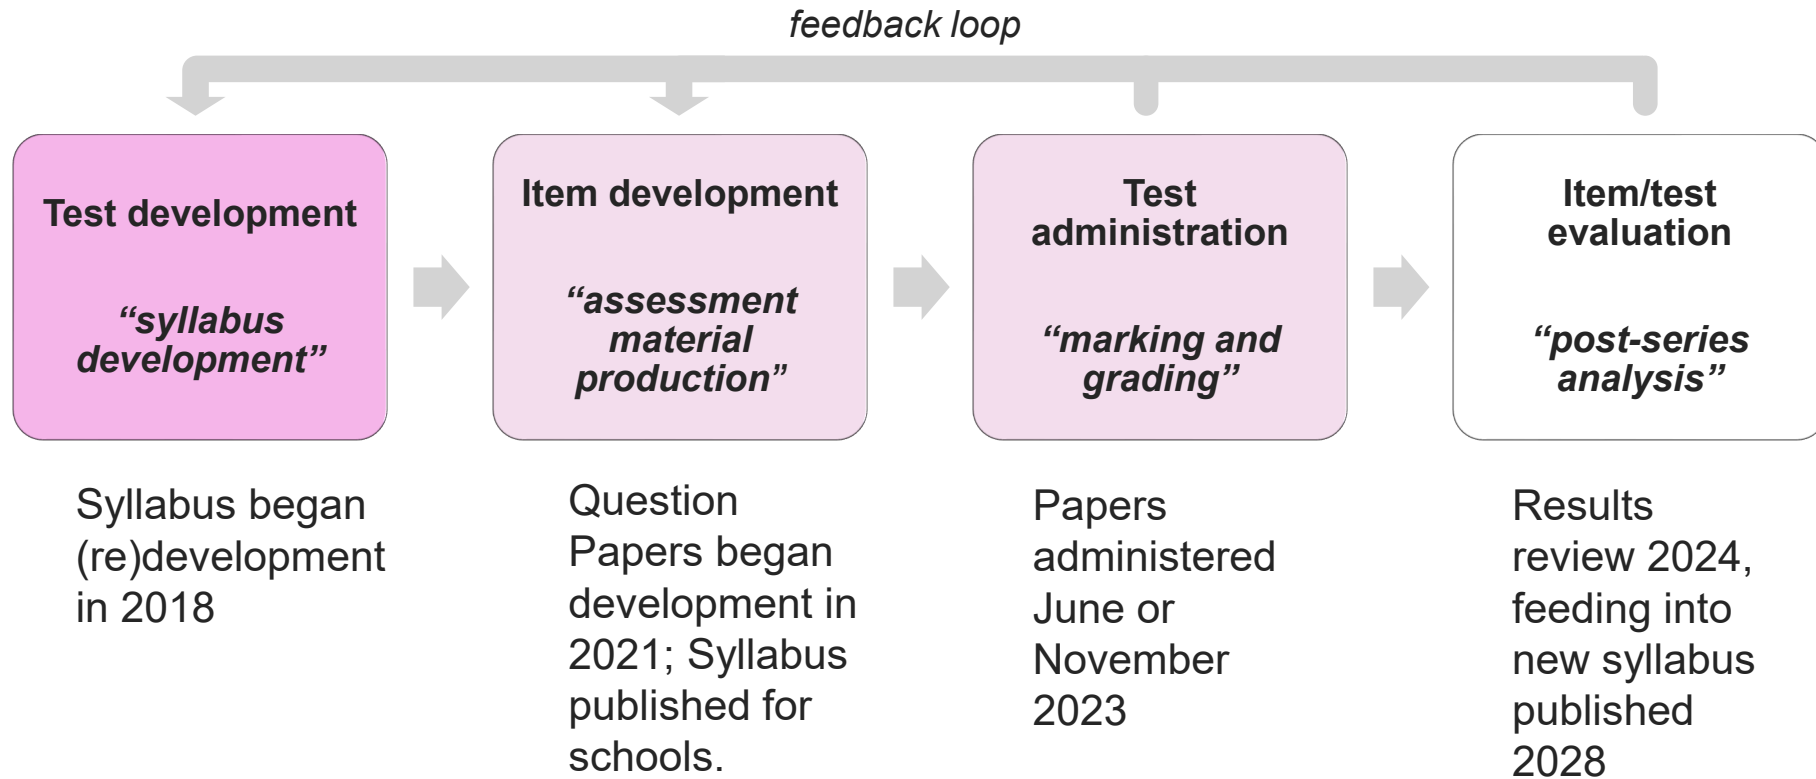 feedback loop
Test development
“syllabus
development”
Item development
“assessment
material
production”
Test
administration
“marking and
grading”
Item/test
evaluation
“post-series
analysis”
Syllabus began
(re)development
in 2018
Question
Papers began
development in
2021; Syllabus
published for
schools.
Papers
administered
June or
November
2023
Results
review 2024,
feeding into
new syllabus
published
2028